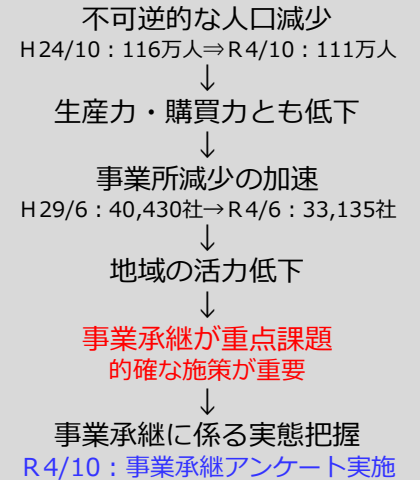 不可逆的な人口減少
H24/10：116万人⇒R4/10：111万人
↓
生産力・購買力とも低下
↓
事業所減少の加速
H29/6：40,430社→R4/6：33,135社
↓
地域の活力低下
↓
事業承継が重点課題
的確な施策が重要
↓
事業承継に係る実態把握
R4/10：事業承継アンケート実施